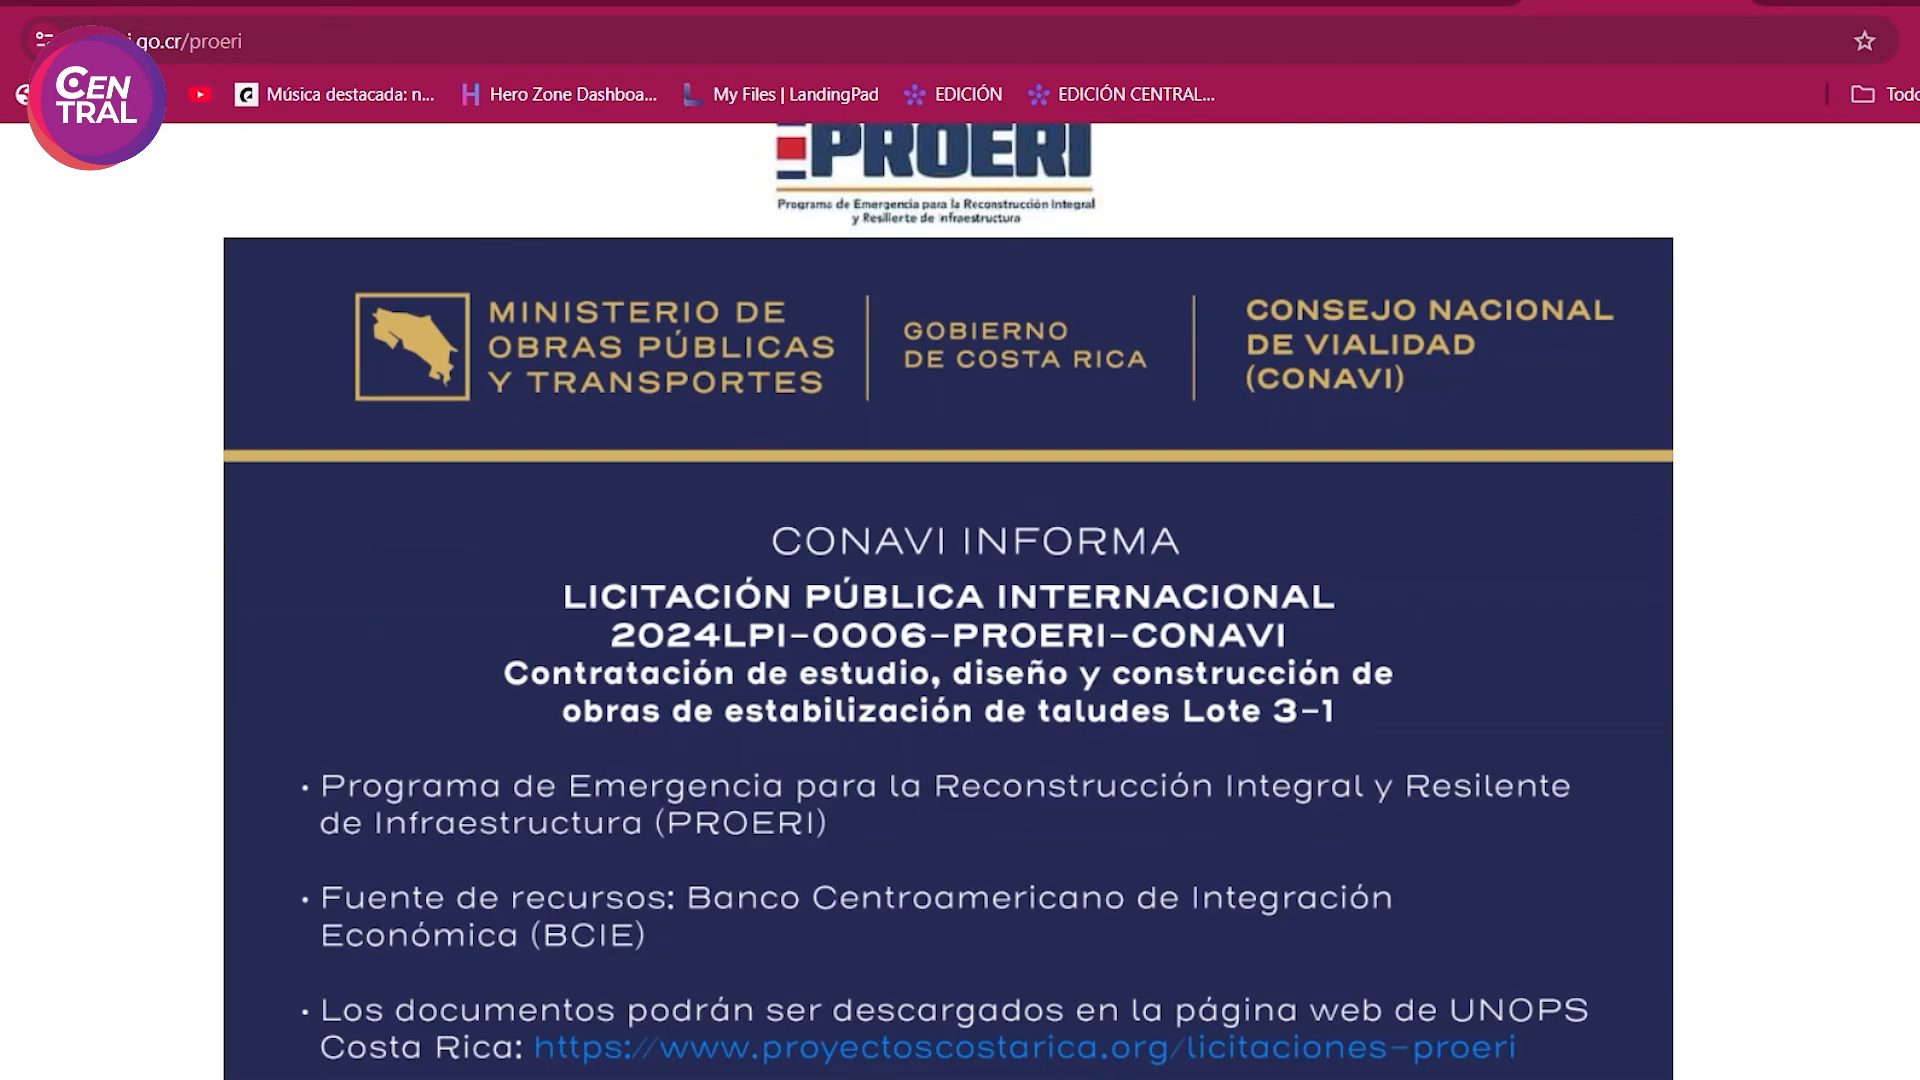 i.go.cr/proeri
CEN
TRAL
Música destacada: n...
Hero Zone Dashboa...
My Files | LandingPad
EDICIÓN
EDICIÓN CENTRAL...
Todo
PROERI
Programa de Emergencia para la Reconstrucción Integral
y Resiliente de Infraestructura
MINISTERIO DE
OBRAS PÚBLICAS
Y TRANSPORTES
GOBIERNO
DE COSTA RICA
CONSEJO NACIONAL
DE VIALIDAD
(CONAVI)
CONAVI INFORMA
LICITACIÓN PÚBLICA INTERNACIONAL
2024LPI-0006-PROERI-CONAVI
Contratación de estudio, diseño y construcción de
obras de estabilización de taludes Lote 3-1
• Programa de Emergencia para la Reconstrucción Integral y Resilente
de Infraestructura (PROERI)
• Fuente de recursos: Banco Centroamericano de Integración
Económica (BCIE)
• Los documentos podrán ser descargados en la página web de UNOPS
Costa Rica: https://www.proyectoscostarica.org/licitaciones-proeri